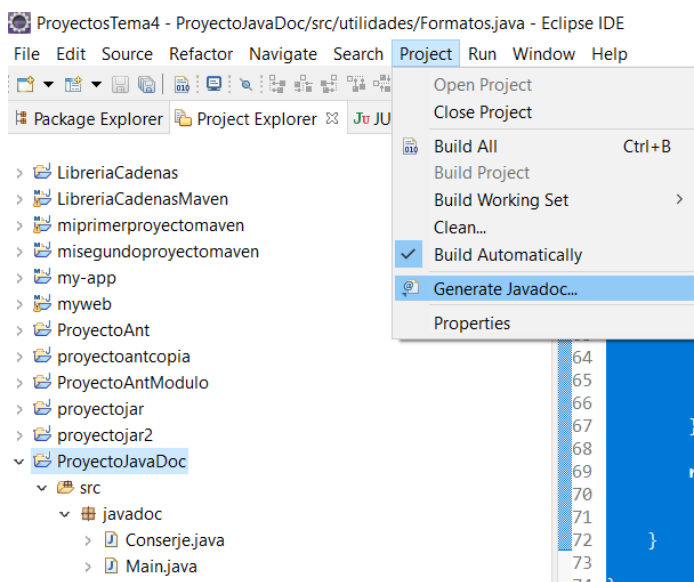 ProyectosTema4 - ProyectoJavaDoc/src/utilidades/Formatos.java - Eclipse IDE
File Edit Source Refactor Navigate Search Project Run Window Help
Package Explorer Project Explorer JU
Open Project
Close Project
Build All Ctrl+B
Build Project
Build Working Set
Clean...
Build Automatically
Generate Javadoc...
Properties
LibreriaCadenas
LibreriaCadenasMaven
miprimerproyectomaven
misegundoproyectomaven
my-app
myweb
ProyectoAnt
proyectoantcopia
ProyectoAntModulo
proyectojar
proyectojar2
ProyectoJavaDoc
src
javadoc
Conserje.java
Main.java
64
65
66
67 }
68
69
70
71
72 }
73